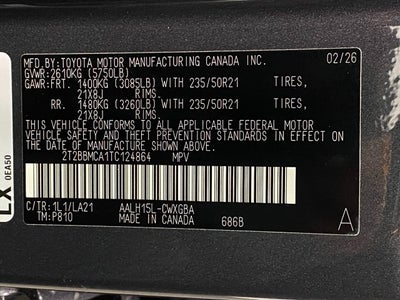 MFD.BY:TOYOTA MOTOR MANUFACTURING CANADA INC. 02/26
GVWR:2610KG (5750LB)
GAWR:FRT. 1400KG (3085LB) WITH 235/50R21 TIRES,
21X8J RIMS.
RR. 1480KG (3260LB) WITH 235/50R21 TIRES,
21X8J RIMS.
THIS VEHICLE CONFORMS TO ALL APPLICABLE FEDERAL MOTOR
VEHICLE SAFETY AND THEFT PREVENTION STANDARDS IN EFFECT
ON THE DATE OF MANUFACTURE SHOWN ABOVE.
2T2BBMCA1TC124864 MPV
C/TR:1L1/LA21 AALH15L-CWXGBA
TM:P810 MADE IN CANADA 686B A
LX
0EA50